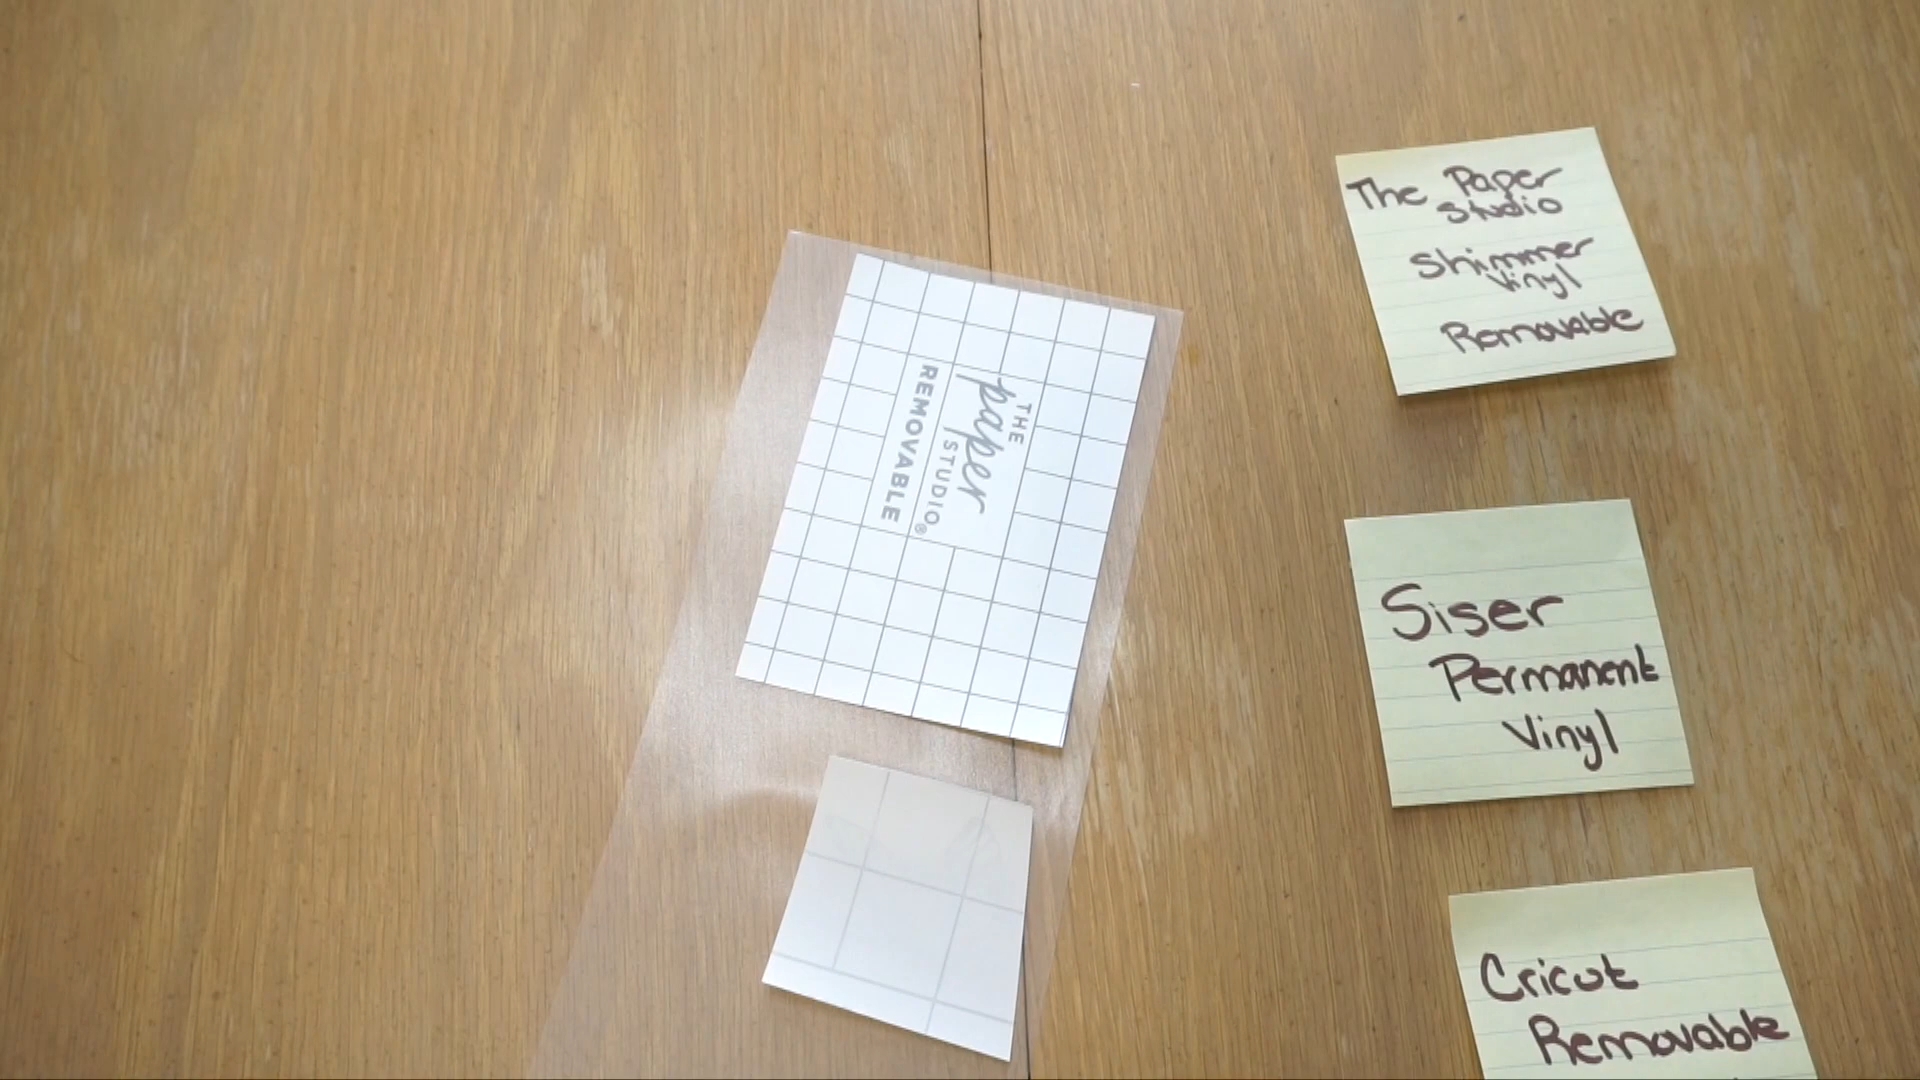 THE
paper
STUDIO®
REMOVABLE
The Paper
Studio
Shimmer
Vinyl
Removable
Siser
Permanent
Vinyl
Cricut
Removable